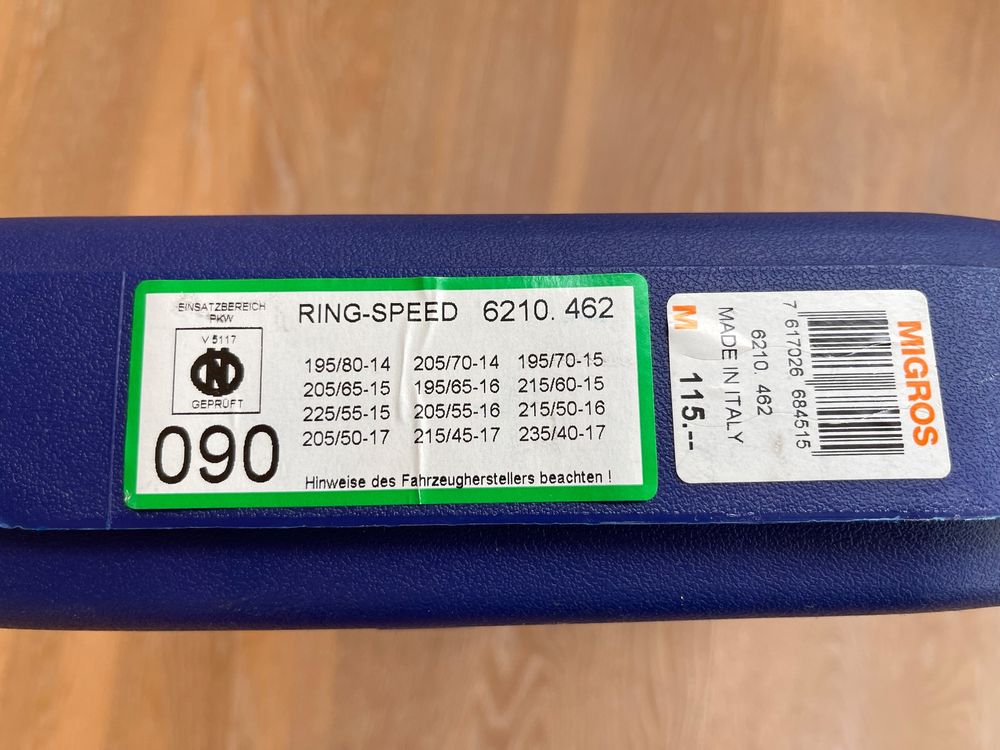 EINSATZBEREICH
PKW
V 5117
N
GEPRÜFT
090
RING-SPEED 6210. 462
195/80-14 205/70-14 195/70-15
205/65-15 195/65-16 215/60-15
225/55-15 205/55-16 215/50-16
205/50-17 215/45-17 235/40-17
Hinweise des Fahrzeugherstellers beachten !
MIGROS
7 617026 684515
6210. 462
MADE IN ITALY
M 115.--